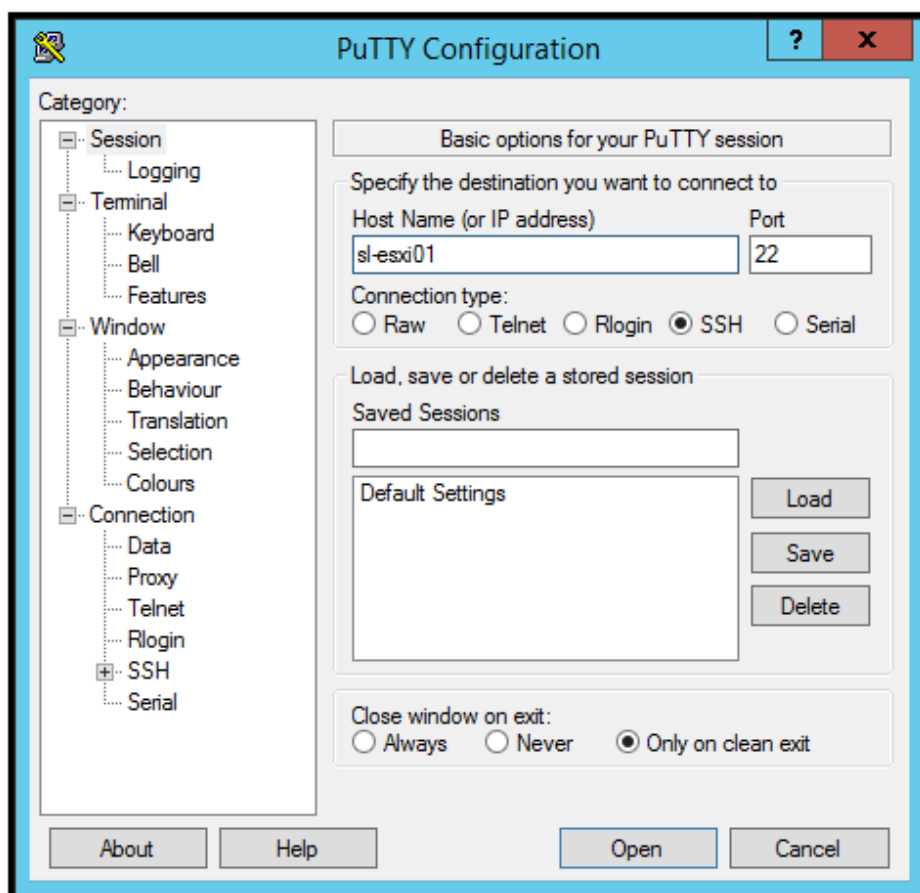 PuTTY Configuration
?
x
Category:
Session
Logging
Terminal
Keyboard
Bell
Features
Window
Appearance
Behaviour
Translation
Selection
Colours
Connection
Data
Proxy
Telnet
Rlogin
SSH
Serial
Basic options for your PuTTY session
Specify the destination you want to connect to
Host Name (or IP address) Port
sl-esxi01 22
Connection type:
Raw Telnet Rlogin SSH Serial
Load, save or delete a stored session
Saved Sessions
Default Settings
Load
Save
Delete
Close window on exit:
Always Never Only on clean exit
About Help Open Cancel